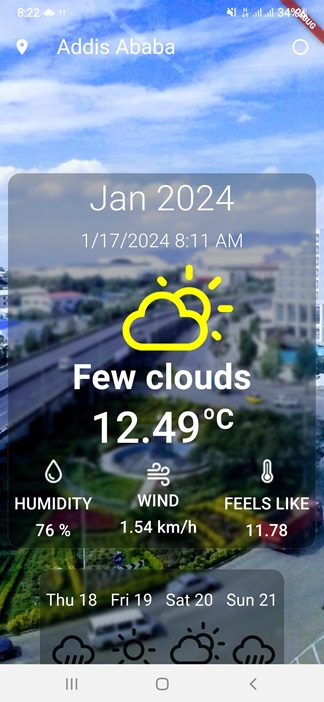 8:22 11° 34%
DEBUG
Addis Ababa
Jan 2024
1/17/2024 8:11 AM
Few clouds
12.49°C
HUMIDITY WIND FEELS LIKE
76 % 1.54 km/h 11.78
Thu 18 Fri 19 Sat 20 Sun 21